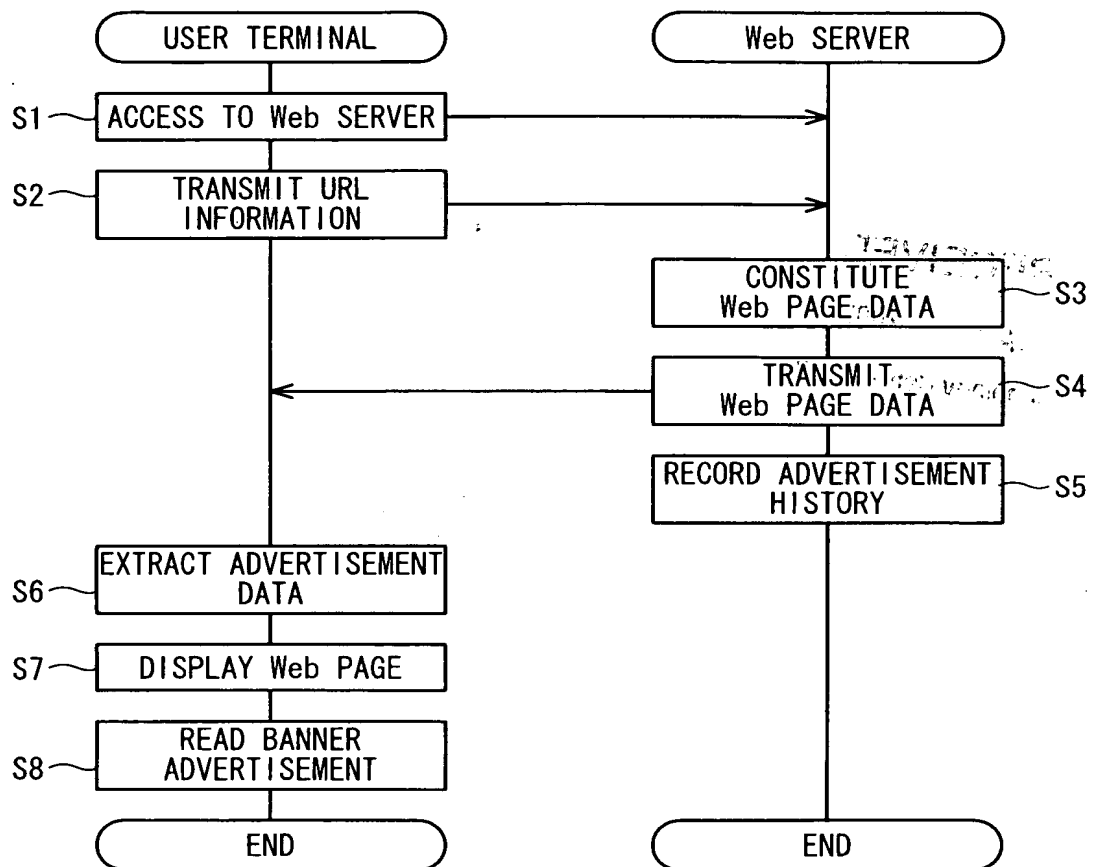 USER TERMINAL
Web SERVER
S1
ACCESS TO Web SERVER
S2
TRANSMIT URL
INFORMATION
CONSTITUTE
Web PAGE DATA
S3
TRANSMIT
Web PAGE DATA
S4
RECORD ADVERTISEMENT
HISTORY
S5
EXTRACT ADVERTISEMENT
DATA
S6
S7
DISPLAY Web PAGE
READ BANNER
ADVERTISEMENT
S8
END
END